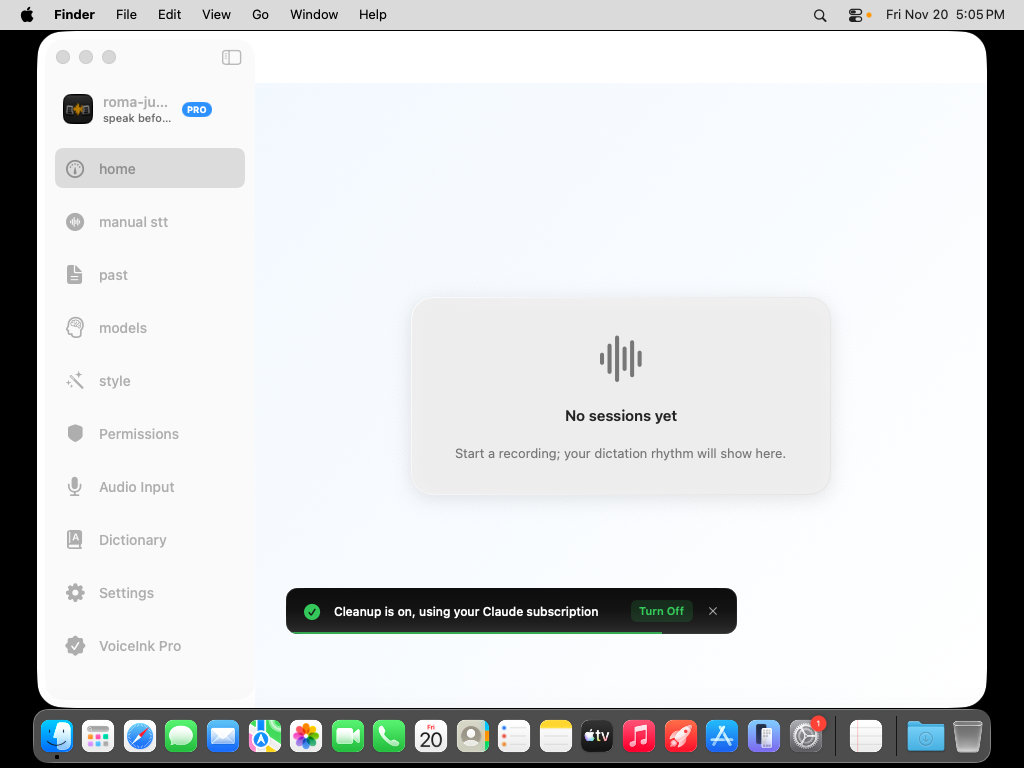 Finder File Edit View Go Window Help Fri Nov 20 5:05 PM
roma-ju...
PRO
speak befo...
home
manual stt
past
models
style
Permissions
Audio Input
Dictionary
Settings
VoiceInk Pro
No sessions yet
Start a recording; your dictation rhythm will show here.
Cleanup is on, using your Claude subscription Turn Off
Fri
20
tv
1